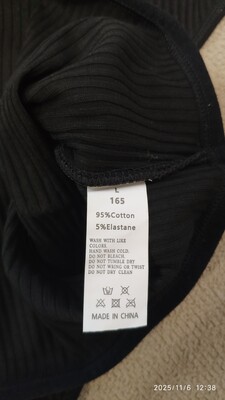 L
165
95%Cotton
5%Elastane
WASH WITH LIKE
COLORS.
HAND WASH COLD.
DO NOT BLEACH.
DO NOT TUMBLE DRY
DO NOT WRING OR TWIST
DO NOT DRY CLEAN
MADE IN CHINA
2025/11/6 12:38